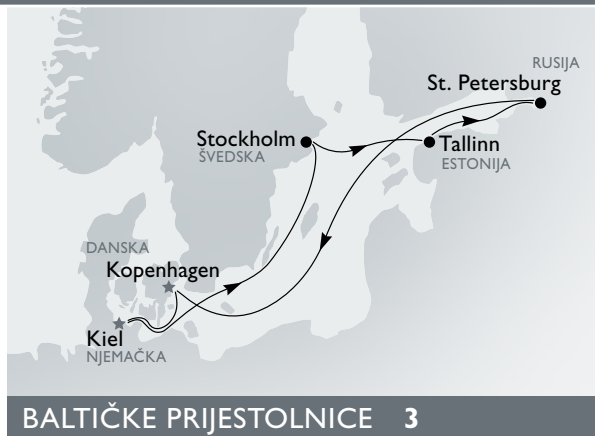 RUSIJA
St. Petersburg
Stockholm
ŠVEDSKA
Tallinn
ESTONIJA
DANSKA
Kopenhagen
Kiel
NJEMAČKA
BALTIČKE PRIJESTOLNICE 3